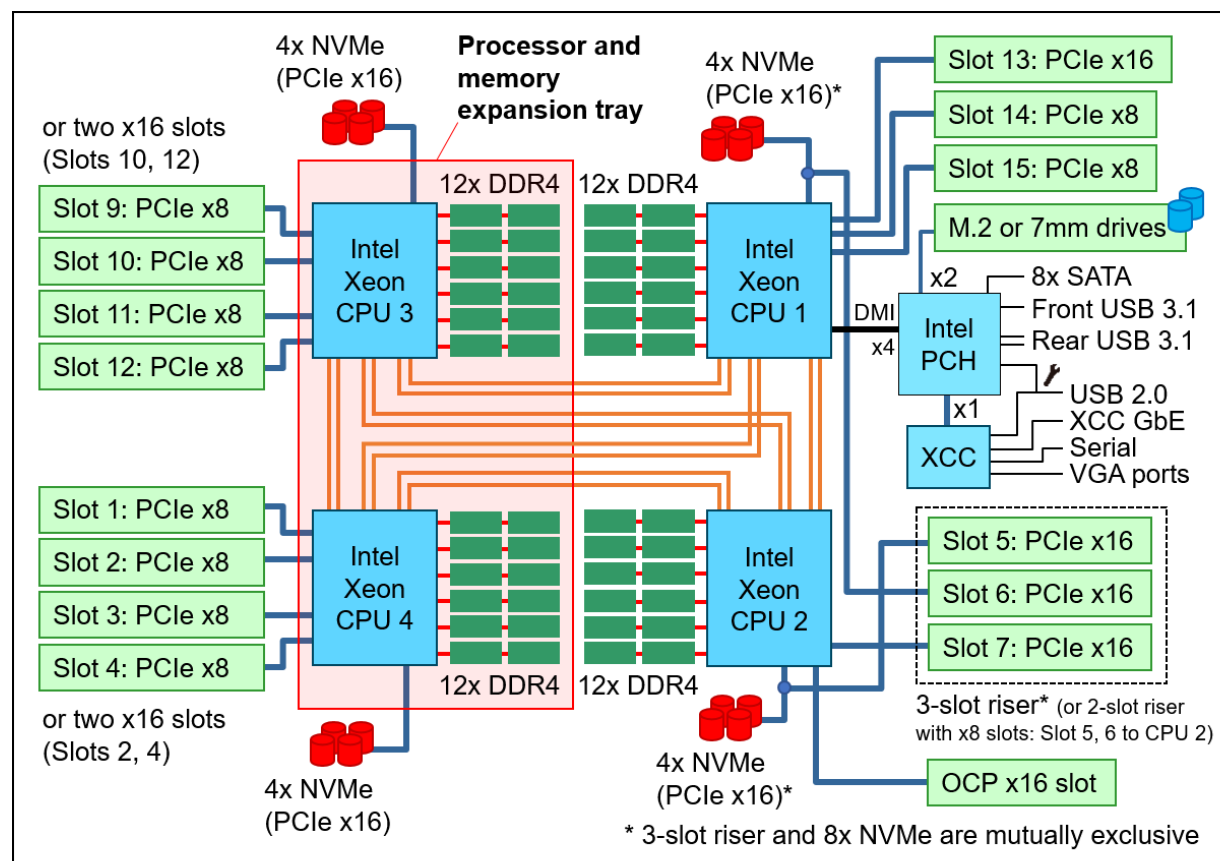 4x NVMe
(PCIe x16)
Processor and
memory
expansion tray
4x NVMe
(PCIe x16)*
Slot 13: PCIe x16
Slot 14: PCIe x8
Slot 15: PCIe x8
M.2 or 7mm drives
or two x16 slots
(Slots 10, 12)
12x DDR4
12x DDR4
Slot 9: PCIe x8
Slot 10: PCIe x8
Slot 11: PCIe x8
Slot 12: PCIe x8
Intel
Xeon
CPU 3
Intel
Xeon
CPU 1
DMI
x4
x2
Intel
PCH
8x SATA
Front USB 3.1
Rear USB 3.1
x1
XCC
USB 2.0
XCC GbE
Serial
VGA ports
Slot 1: PCIe x8
Slot 2: PCIe x8
Slot 3: PCIe x8
Slot 4: PCIe x8
Intel
Xeon
CPU 4
Intel
Xeon
CPU 2
Slot 5: PCIe x16
Slot 6: PCIe x16
Slot 7: PCIe x16
12x DDR4
12x DDR4
or two x16 slots
(Slots 2, 4)
3-slot riser* (or 2-slot riser
with x8 slots: Slot 5, 6 to CPU 2)
4x NVMe
(PCIe x16)
4x NVMe
(PCIe x16)*
OCP x16 slot
* 3-slot riser and 8x NVMe are mutually exclusive